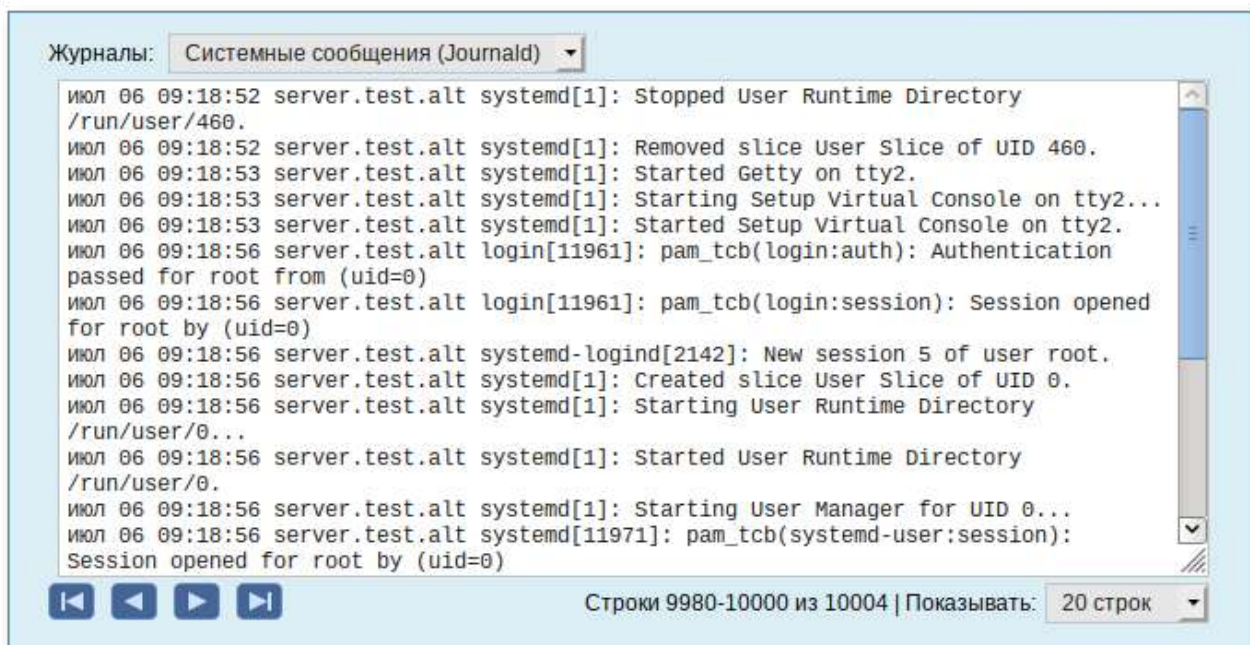 Журналы: Системные сообщения (Journald)
июл 06 09:18:52 server.test.alt systemd[1]: Stopped User Runtime Directory
/run/user/460.
июл 06 09:18:52 server.test.alt systemd[1]: Removed slice User Slice of UID 460.
июл 06 09:18:53 server.test.alt systemd[1]: Started Getty on tty2.
июл 06 09:18:53 server.test.alt systemd[1]: Starting Setup Virtual Console on tty2...
июл 06 09:18:53 server.test.alt systemd[1]: Started Setup Virtual Console on tty2.
июл 06 09:18:56 server.test.alt login[11961]: pam_tcb(login:auth): Authentication
passed for root from (uid=0)
июл 06 09:18:56 server.test.alt login[11961]: pam_tcb(login:session): Session opened
for root by (uid=0)
июл 06 09:18:56 server.test.alt systemd-logind[2142]: New session 5 of user root.
июл 06 09:18:56 server.test.alt systemd[1]: Created slice User Slice of UID 0.
июл 06 09:18:56 server.test.alt systemd[1]: Starting User Runtime Directory
/run/user/0...
июл 06 09:18:56 server.test.alt systemd[1]: Started User Runtime Directory
/run/user/0.
июл 06 09:18:56 server.test.alt systemd[1]: Starting User Manager for UID 0...
июл 06 09:18:56 server.test.alt systemd[11971]: pam_tcb(systemd-user:session):
Session opened for root by (uid=0)
Строки 9980-10000 из 10004 | Показывать: 20 строк